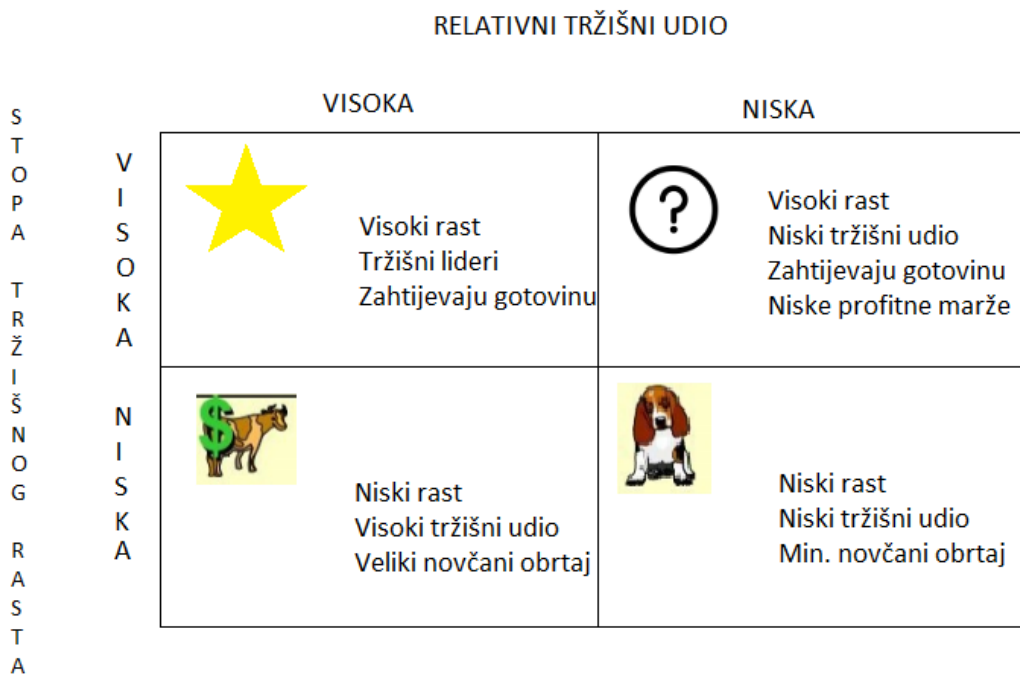 RELATIVNI TRŽIŠNI UDIO
VISOKA
NISKA
STOPA TRŽIŠNOG RASTA
VISOKA
Visoki rast
Tržišni lideri
Zahtijevaju gotovinu
?
Visoki rast
Niski tržišni udio
Zahtijevaju gotovinu
Niske profitne marže
NISKA
$
Niski rast
Visoki tržišni udio
Veliki novčani obrtaj
Niski rast
Niski tržišni udio
Min. novčani obrtaj